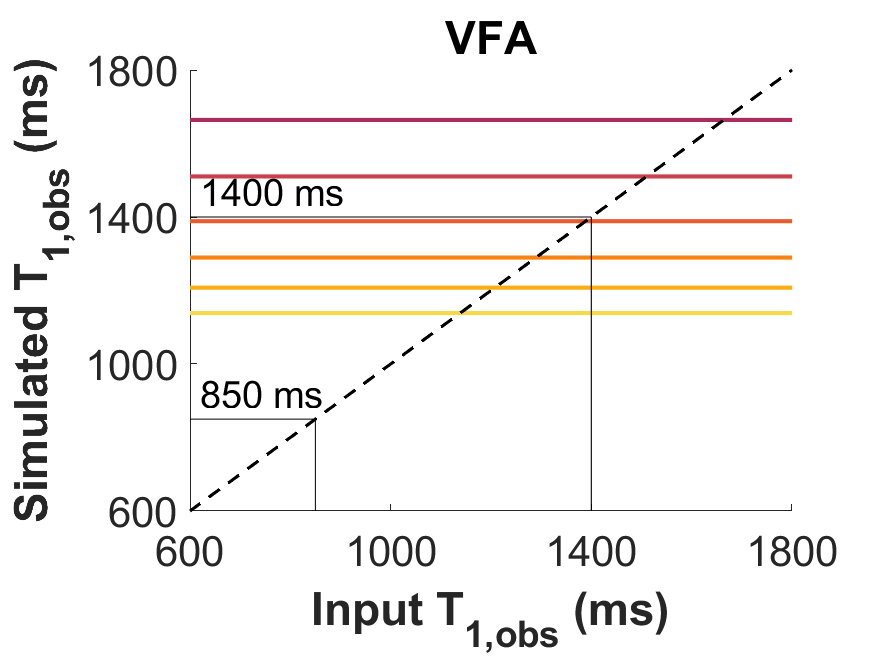 VFA
Simulated T1,obs (ms)
1800
1400
1000
600
1400 ms
850 ms
600 1000 1400 1800
Input T1,obs (ms)